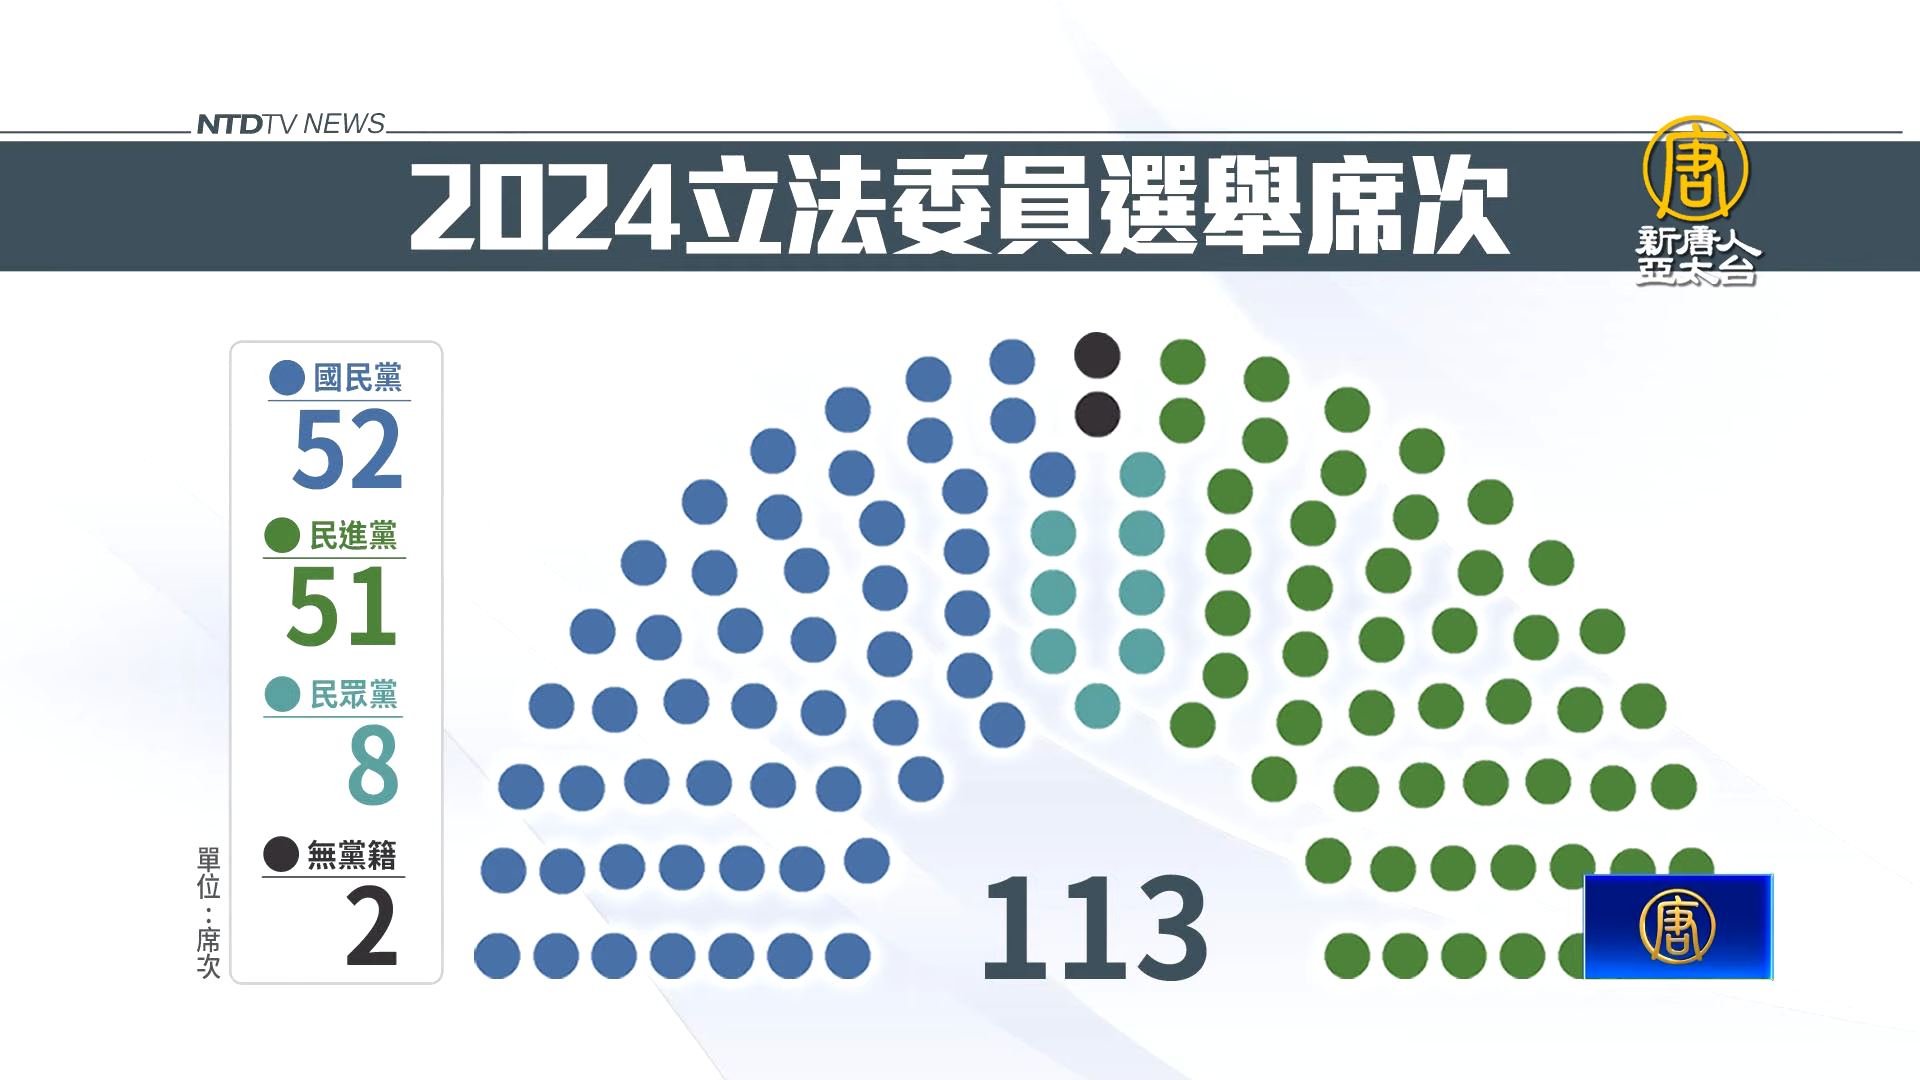 NTDTV NEWS
2024立法委員選舉席次
唐
新唐人
亞太台
國民黨
52
民進黨
51
民眾黨
8
無黨籍
2
單位：席次
113
唐